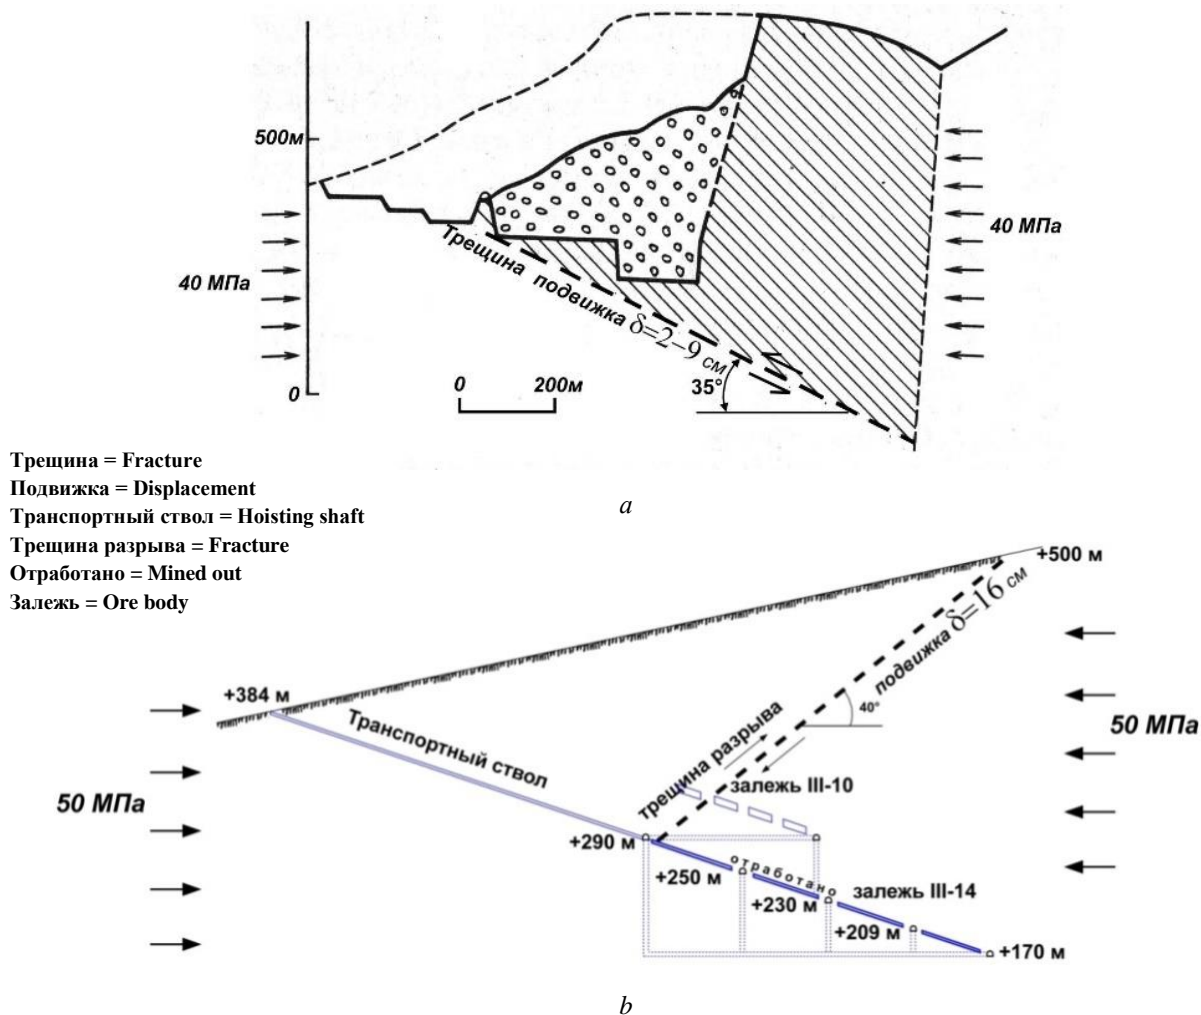 500м
40 МПа
40 МПа
Трещина подвижка δ=2–9 см
35°
0
0 200м
Трещина = Fracture
Подвижка = Displacement
Транспортный ствол = Hoisting shaft
Трещина разрыва = Fracture
Отработано = Mined out
Залежь = Ore body
a
+500 м
подвижка δ=16 см
+384 м
40°
Транспортный ствол
трещина разрыва
50 МПа
50 МПа
залежь III-10
+290 м
отработано
+250 м
залежь III-14
+230 м
+209 м
+170 м
b